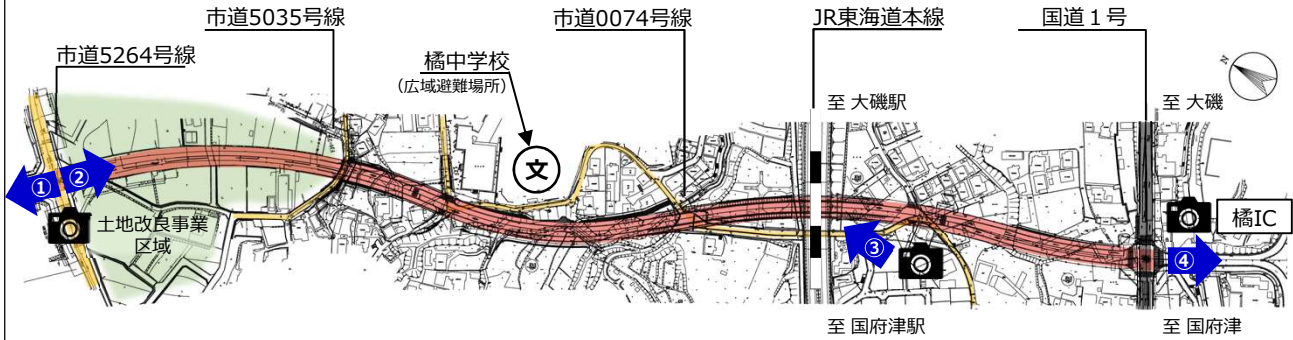 市道5035号線
市道0074号線
JR東海道本線
国道１号
市道5264号線
橘中学校
（広域避難場所）
N
至 大磯駅
至 大磯
文
①
②
土地改良事業
区域
③
橘IC
④
至 国府津駅
至 国府津